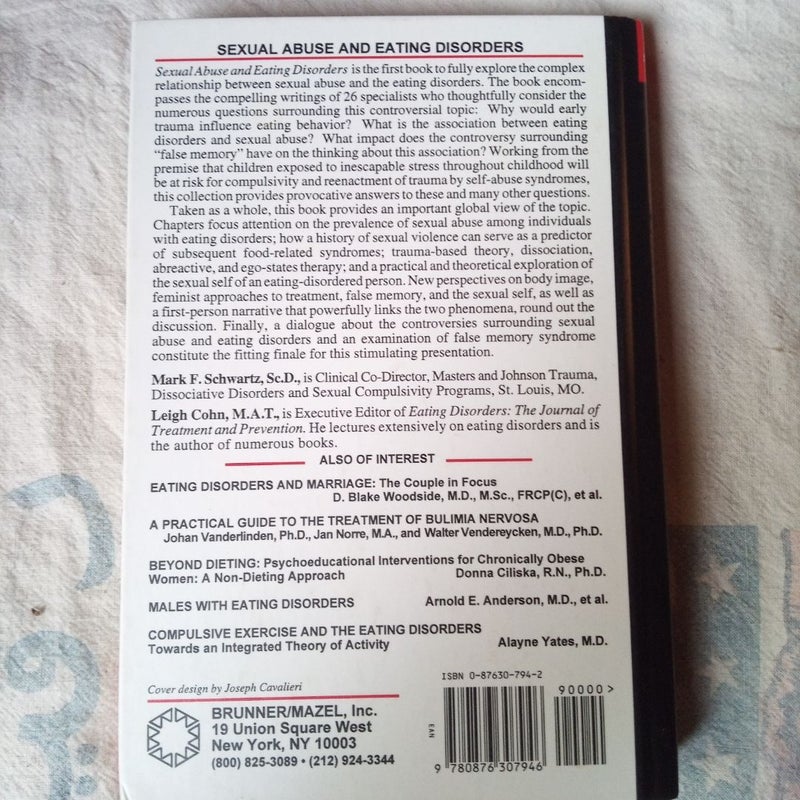 SEXUAL ABUSE AND EATING DISORDERS
Sexual Abuse and Eating Disorders is the first book to fully explore the complex
relationship between sexual abuse and the eating disorders. The book encom-
passes the compelling writings of 26 specialists who thoughtfully consider the
numerous questions surrounding this controversial topic: Why would early
trauma influence eating behavior? What is the association between eating
disorders and sexual abuse? What impact does the controversy surrounding
"false memory" have on the thinking about this association? Working from the
premise that children exposed to inescapable stress throughout childhood will
be at risk for compulsivity and reenactment of trauma by self-abuse syndromes,
this collection provides provocative answers to these and many other questions.
Taken as a whole, this book provides an important global view of the topic.
Chapters focus attention on the prevalence of sexual abuse among individuals
with eating disorders; how a history of sexual violence can serve as a predictor
of subsequent food-related syndromes; trauma-based theory, dissociation,
abreactive, and ego-states therapy; and a practical and theoretical exploration of
the sexual self of an eating-disordered person. New perspectives on body image,
feminist approaches to treatment, false memory, and the sexual self, as well as
a first-person narrative that powerfully links the two phenomena, round out the
discussion. Finally, a dialogue about the controversies surrounding sexual
abuse and eating disorders and an examination of false memory syndrome
constitute the fitting finale for this stimulating presentation.
Mark F. Schwartz, Sc.D., is Clinical Co-Director, Masters and Johnson Trauma,
Dissociative Disorders and Sexual Compulsivity Programs, St. Louis, MO.
Leigh Cohn, M.A.T., is Executive Editor of Eating Disorders: The Journal of
Treatment and Prevention. He lectures extensively on eating disorders and is
the author of numerous books.
ALSO OF INTEREST
EATING DISORDERS AND MARRIAGE: The Couple in Focus
D. Blake Woodside, M.D., M.Sc., FRCP(C), et al.
A PRACTICAL GUIDE TO THE TREATMENT OF BULIMIA NERVOSA
Johan Vanderlinden, Ph.D., Jan Norre, M.A., and Walter Vendereycken, M.D., Ph.D.
BEYOND DIETING: Psychoeducational Interventions for Chronically Obese
Women: A Non-Dieting Approach Donna Ciliska, R.N., Ph.D.
MALES WITH EATING DISORDERS Arnold E. Anderson, M.D., et al.
COMPULSIVE EXERCISE AND THE EATING DISORDERS
Towards an Integrated Theory of Activity Alayne Yates, M.D.
Cover design by Joseph Cavalieri
BRUNNER/MAZEL, Inc.
19 Union Square West
New York, NY 10003
(800) 825-3089 • (212) 924-3344
ISBN 0-87630-794-2
90000>
EAN
9 780876 307946